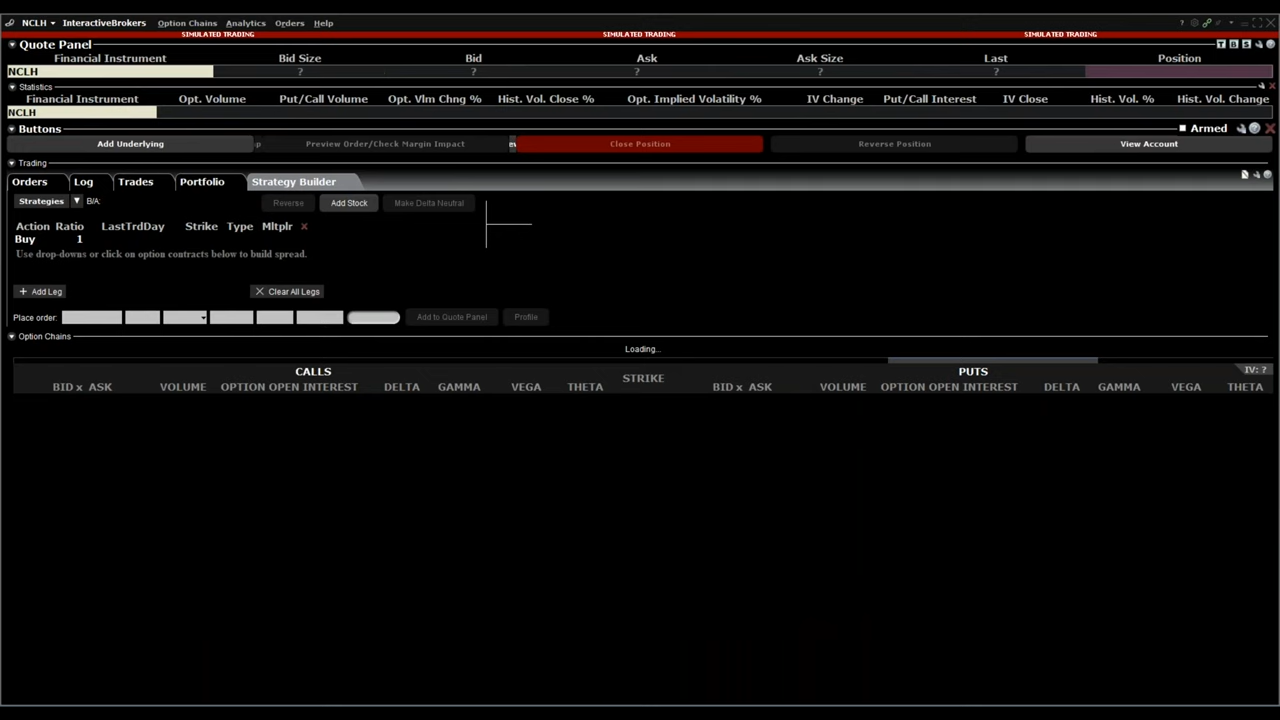 NCLH InteractiveBrokers Option Chains Analytics Orders Help ?
SIMULATED TRADING SIMULATED TRADING SIMULATED TRADING
Quote Panel T B S
Financial Instrument Bid Size Bid Ask Ask Size Last Position
NCLH ? ? ? ? ?
Statistics
Financial Instrument Opt. Volume Put/Call Volume Opt. Vlm Chng % Hist. Vol. Close % Opt. Implied Volatility % IV Change Put/Call Interest IV Close Hist. Vol. % Hist. Vol. Change
NCLH
Buttons Armed
Add Underlying Preview Order/Check Margin Impact Close Position Reverse Position View Account
Trading
Orders Log Trades Portfolio Strategy Builder
Strategies B/A: Reverse Add Stock Make Delta Neutral
Action Ratio LastTrdDay Strike Type Mltplr
Buy 1
Use drop-downs or click on option contracts below to build spread.
+ Add Leg X Clear All Legs
Place order: Add to Quote Panel Profile
Option Chains
Loading...
CALLS STRIKE PUTS IV: ?
BID x ASK VOLUME OPTION OPEN INTEREST DELTA GAMMA VEGA THETA BID x ASK VOLUME OPTION OPEN INTEREST DELTA GAMMA VEGA THETA